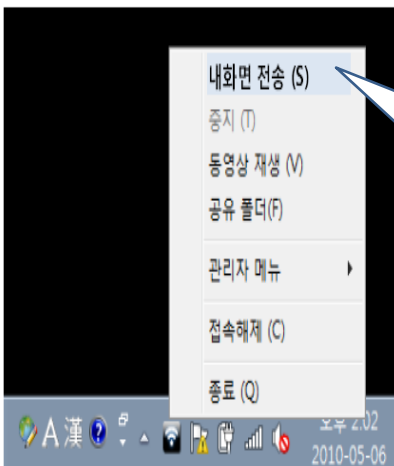 내화면 전송 (S)
중지 (T)
동영상 재생 (V)
공유 폴더(F)
관리자 메뉴
접속해제 (C)
종료 (Q)
A 漢
오후 2:02
2010-05-06